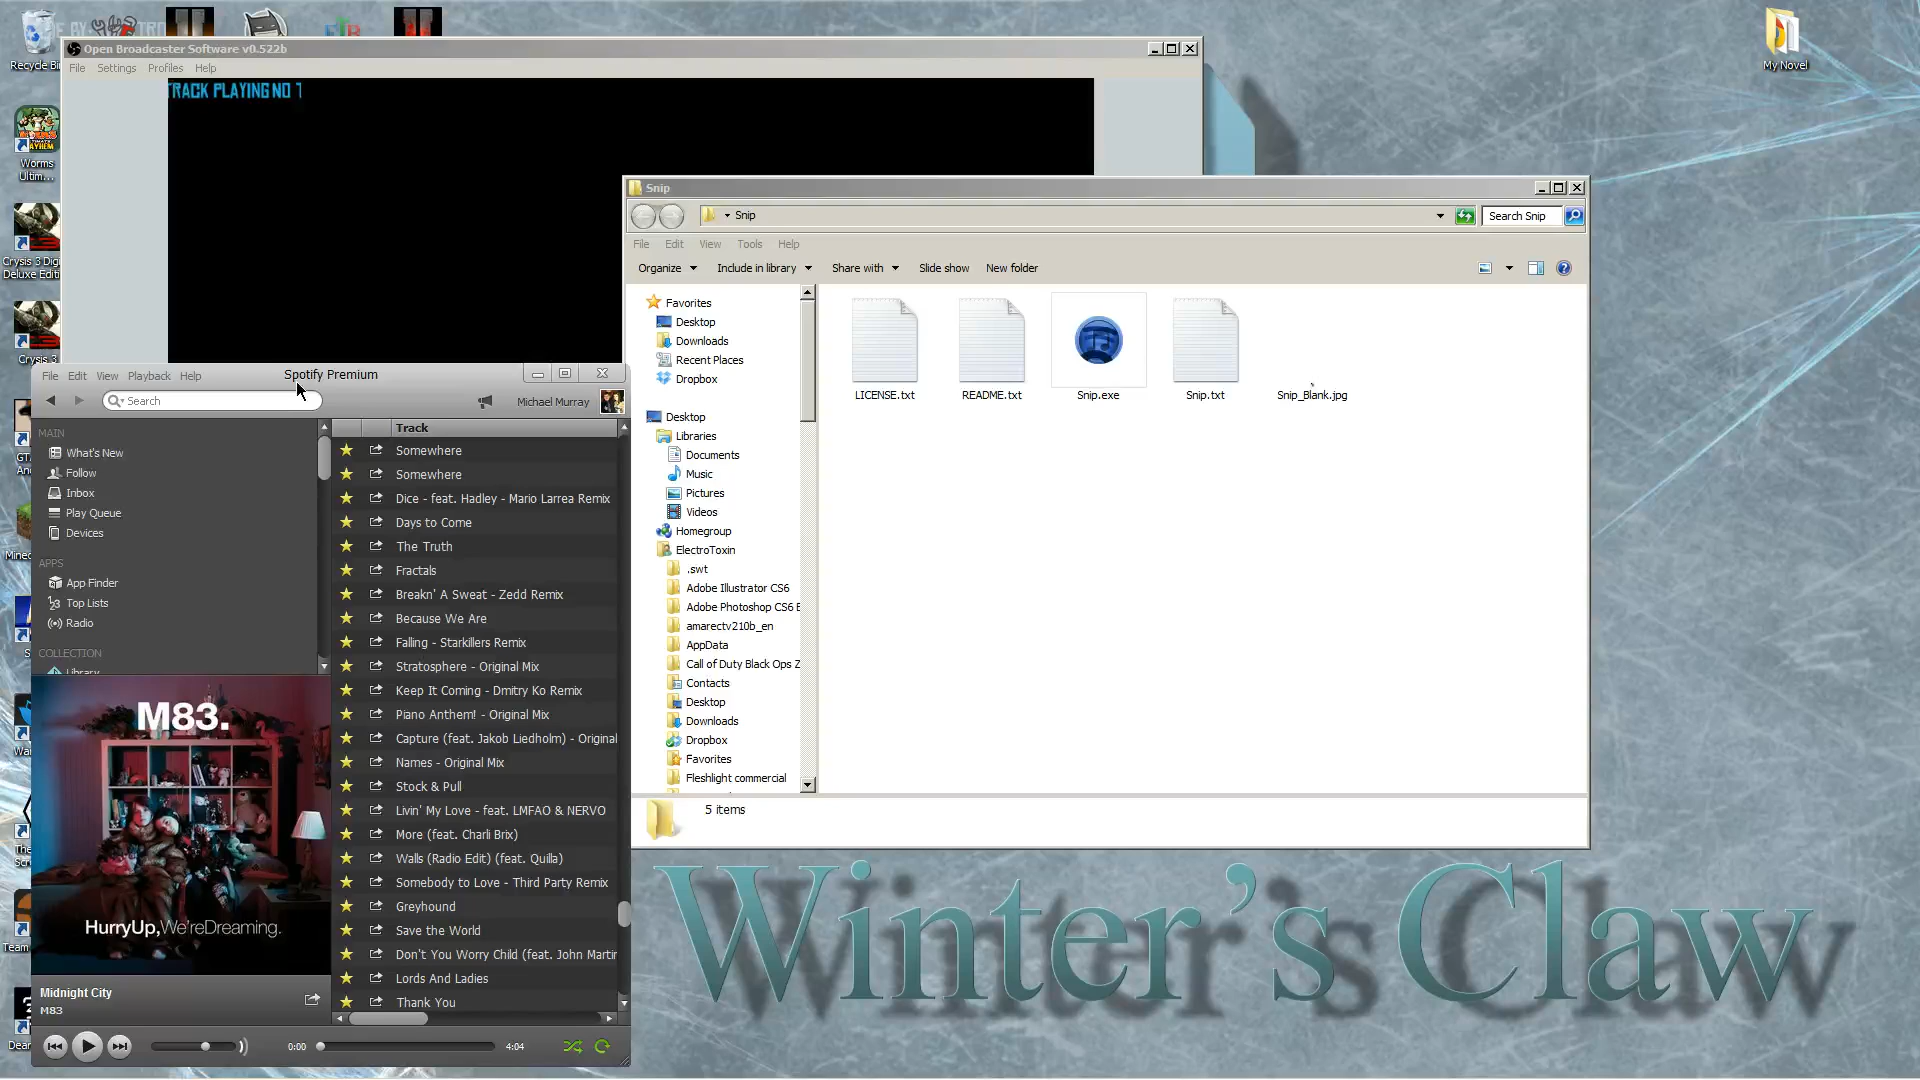 Recycle Bin
Worms
Ultim...
Crysis 3 Digi
Deluxe Editi
Crysis 3
My Novel
Open Broadcaster Software v0.522b
File Settings Profiles Help
TRACK PLAYING NO T
Snip
Snip
Search Snip
File Edit View Tools Help
Organize Include in library Share with Slide show New folder
Favorites
Desktop
Downloads
Recent Places
Dropbox
Desktop
Libraries
Documents
Music
Pictures
Videos
Homegroup
ElectroToxin
.swt
Adobe Illustrator CS6
Adobe Photoshop CS6 E
amarectv210b_en
AppData
Call of Duty Black Ops Z
Contacts
Desktop
Downloads
Dropbox
Favorites
Fleshlight commercial
LICENSE.txt
README.txt
Snip.exe
Snip.txt
Snip_Blank.jpg
5 items
File Edit View Playback Help
Spotify Premium
Search
Michael Murray
MAIN
What's New
Follow
Inbox
Play Queue
Devices
APPS
App Finder
Top Lists
Radio
COLLECTION
Library
Track
Somewhere
Somewhere
Dice - feat. Hadley - Mario Larrea Remix
Days to Come
The Truth
Fractals
Breakn' A Sweat - Zedd Remix
Because We Are
Falling - Starkillers Remix
Stratosphere - Original Mix
Keep It Coming - Dmitry Ko Remix
Piano Anthem! - Original Mix
Capture (feat. Jakob Liedholm) - Original
Names - Original Mix
Stock & Pull
Livin' My Love - feat. LMFAO & NERVO
More (feat. Charli Brix)
Walls (Radio Edit) (feat. Quilla)
Somebody to Love - Third Party Remix
Greyhound
Save the World
Don't You Worry Child (feat. John Martin
Lords And Ladies
Thank You
M83.
HurryUp,We'reDreaming.
Midnight City
M83
0:00
4:04
Winter's Claw